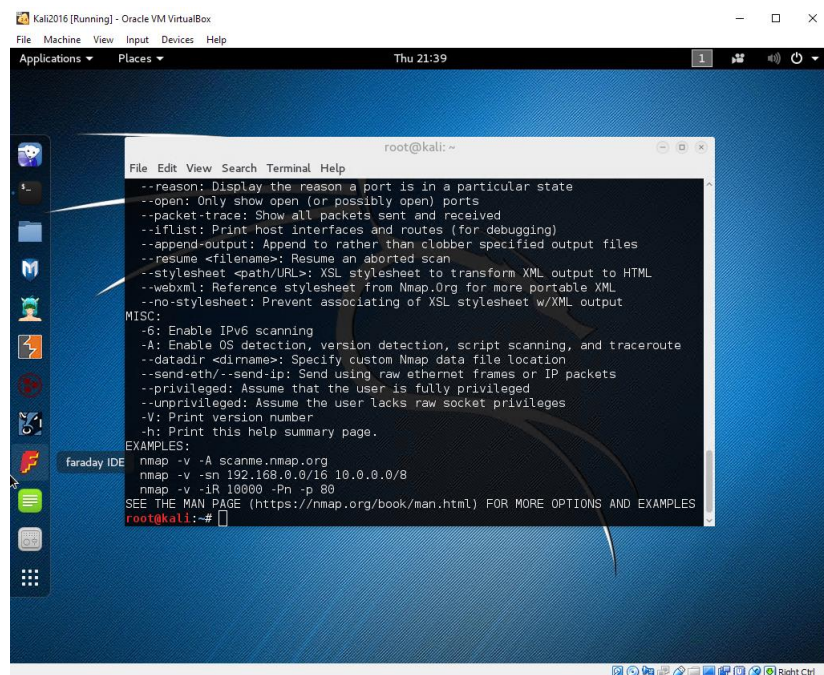 Kali2016 [Running] - Oracle VM VirtualBox
File Machine View Input Devices Help
Applications Places Thu 21:39 1
root@kali: ~
File Edit View Search Terminal Help
--reason: Display the reason a port is in a particular state
--open: Only show open (or possibly open) ports
--packet-trace: Show all packets sent and received
--iflist: Print host interfaces and routes (for debugging)
--append-output: Append to rather than clobber specified output files
--resume <filename>: Resume an aborted scan
--stylesheet <path/URL>: XSL stylesheet to transform XML output to HTML
--webxml: Reference stylesheet from Nmap.Org for more portable XML
--no-stylesheet: Prevent associating of XSL stylesheet w/XML output
MISC:
-6: Enable IPv6 scanning
-A: Enable OS detection, version detection, script scanning, and traceroute
--datadir <dirname>: Specify custom Nmap data file location
--send-eth/--send-ip: Send using raw ethernet frames or IP packets
--privileged: Assume that the user is fully privileged
--unprivileged: Assume the user lacks raw socket privileges
-V: Print version number
-h: Print this help summary page.
EXAMPLES:
faraday IDE
nmap -v -A scanme.nmap.org
nmap -v -sn 192.168.0.0/16 10.0.0.0/8
nmap -v -iR 10000 -Pn -p 80
SEE THE MAN PAGE (https://nmap.org/book/man.html) FOR MORE OPTIONS AND EXAMPLES
root@kali:~#
Right Ctrl